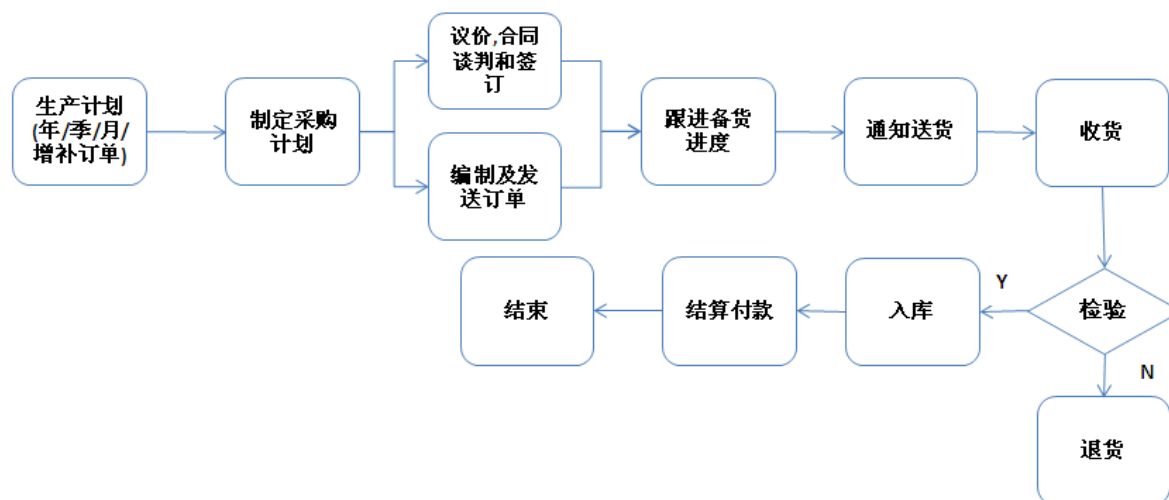 生产计划
(年/季/月/
增补订单)
制定采购
计划
议价,合同
谈判和签
订
编制及发
送订单
跟进备货
进度
通知送货
收货
检验
Y
入库
结算付款
结束
N
退货